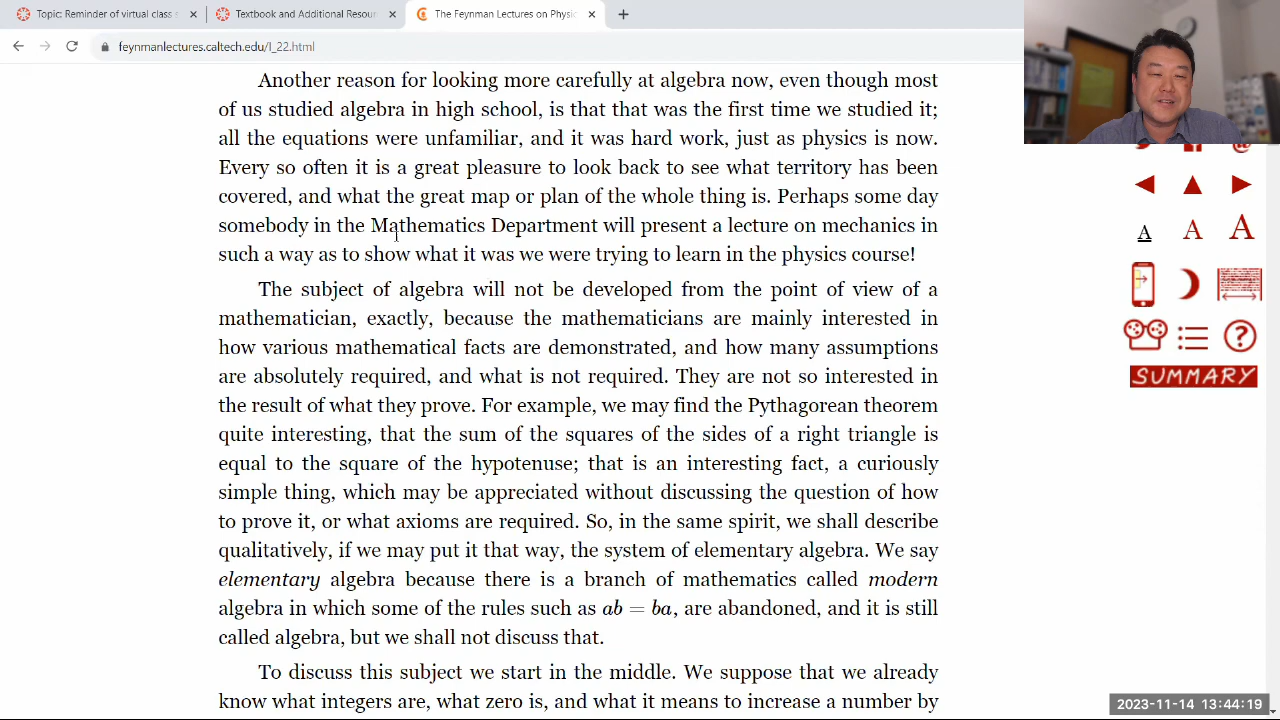 Topic: Reminder of virtual class
Textbook and Additional Resour
The Feynman Lectures on Physic
feynmanlectures.caltech.edu/I_22.html
Another reason for looking more carefully at algebra now, even though most
of us studied algebra in high school, is that that was the first time we studied it;
all the equations were unfamiliar, and it was hard work, just as physics is now.
Every so often it is a great pleasure to look back to see what territory has been
covered, and what the great map or plan of the whole thing is. Perhaps some day
somebody in the Mathematics Department will present a lecture on mechanics in
such a way as to show what it was we were trying to learn in the physics course!
The subject of algebra will not be developed from the point of view of a
mathematician, exactly, because the mathematicians are mainly interested in
how various mathematical facts are demonstrated, and how many assumptions
are absolutely required, and what is not required. They are not so interested in
the result of what they prove. For example, we may find the Pythagorean theorem
quite interesting, that the sum of the squares of the sides of a right triangle is
equal to the square of the hypotenuse; that is an interesting fact, a curiously
simple thing, which may be appreciated without discussing the question of how
to prove it, or what axioms are required. So, in the same spirit, we shall describe
qualitatively, if we may put it that way, the system of elementary algebra. We say
elementary algebra because there is a branch of mathematics called modern
algebra in which some of the rules such as ab = ba, are abandoned, and it is still
called algebra, but we shall not discuss that.
To discuss this subject we start in the middle. We suppose that we already
know what integers are, what zero is, and what it means to increase a number by
A A A
?
SUMMARY
2023-11-14 13:44:19